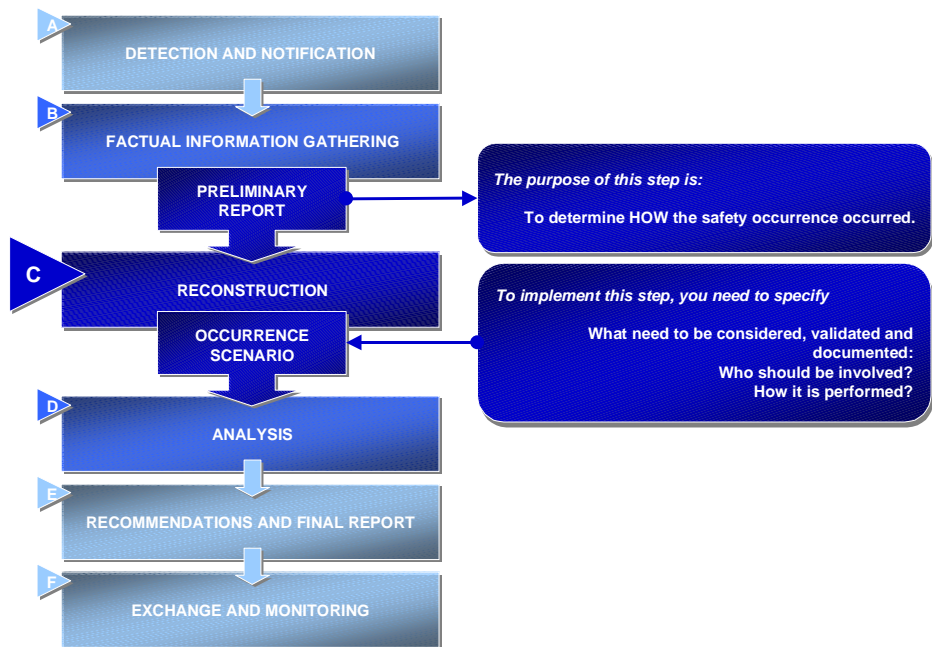 A
DETECTION AND NOTIFICATION
B
FACTUAL INFORMATION GATHERING
PRELIMINARY
REPORT
The purpose of this step is:
To determine HOW the safety occurrence occurred.
C
RECONSTRUCTION
OCCURRENCE
SCENARIO
To implement this step, you need to specify
What need to be considered, validated and
documented:
Who should be involved?
How it is performed?
D
ANALYSIS
E
RECOMMENDATIONS AND FINAL REPORT
F
EXCHANGE AND MONITORING